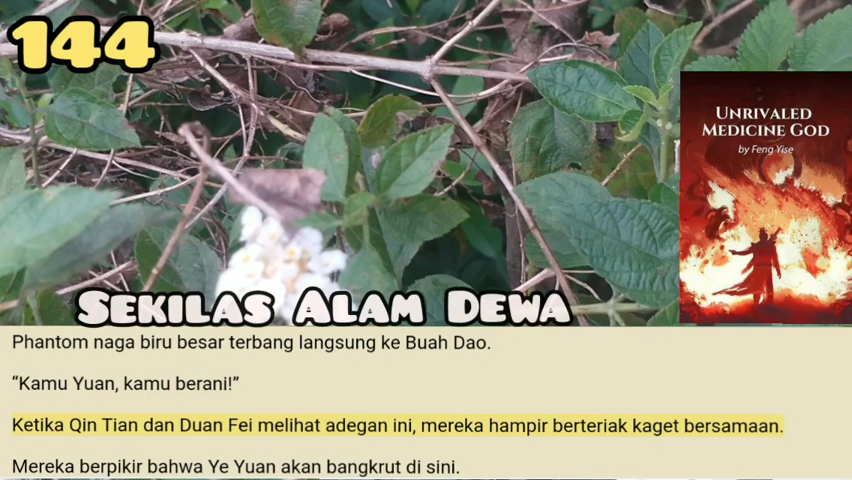 144
UNRIVALED
MEDICINE GOD
by Feng Yise
SEKILAS ALAM DEWA
Phantom naga biru besar terbang langsung ke Buah Dao.
“Kamu Yuan, kamu berani!”
Ketika Qin Tian dan Duan Fei melihat adegan ini, mereka hampir berteriak kaget bersamaan.
Mereka berpikir bahwa Ye Yuan akan bangkrut di sini.